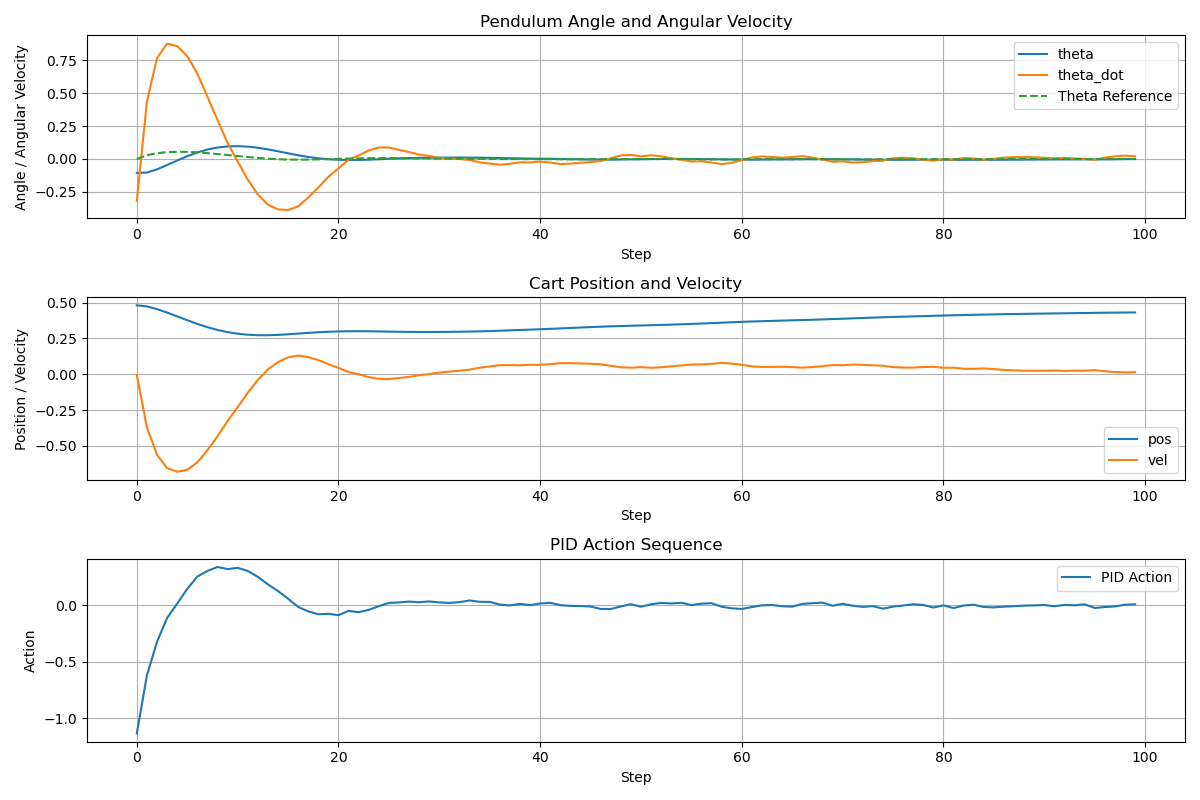 Pendulum Angle and Angular Velocity
Angle / Angular Velocity
0.75
0.50
0.25
0.00
−0.25
theta
theta_dot
Theta Reference
0 20 40 60 80 100
Step
Cart Position and Velocity
Position / Velocity
0.50
0.25
0.00
−0.25
−0.50
pos
vel
0 20 40 60 80 100
Step
PID Action Sequence
Action
0.0
−0.5
−1.0
PID Action
0 20 40 60 80 100
Step